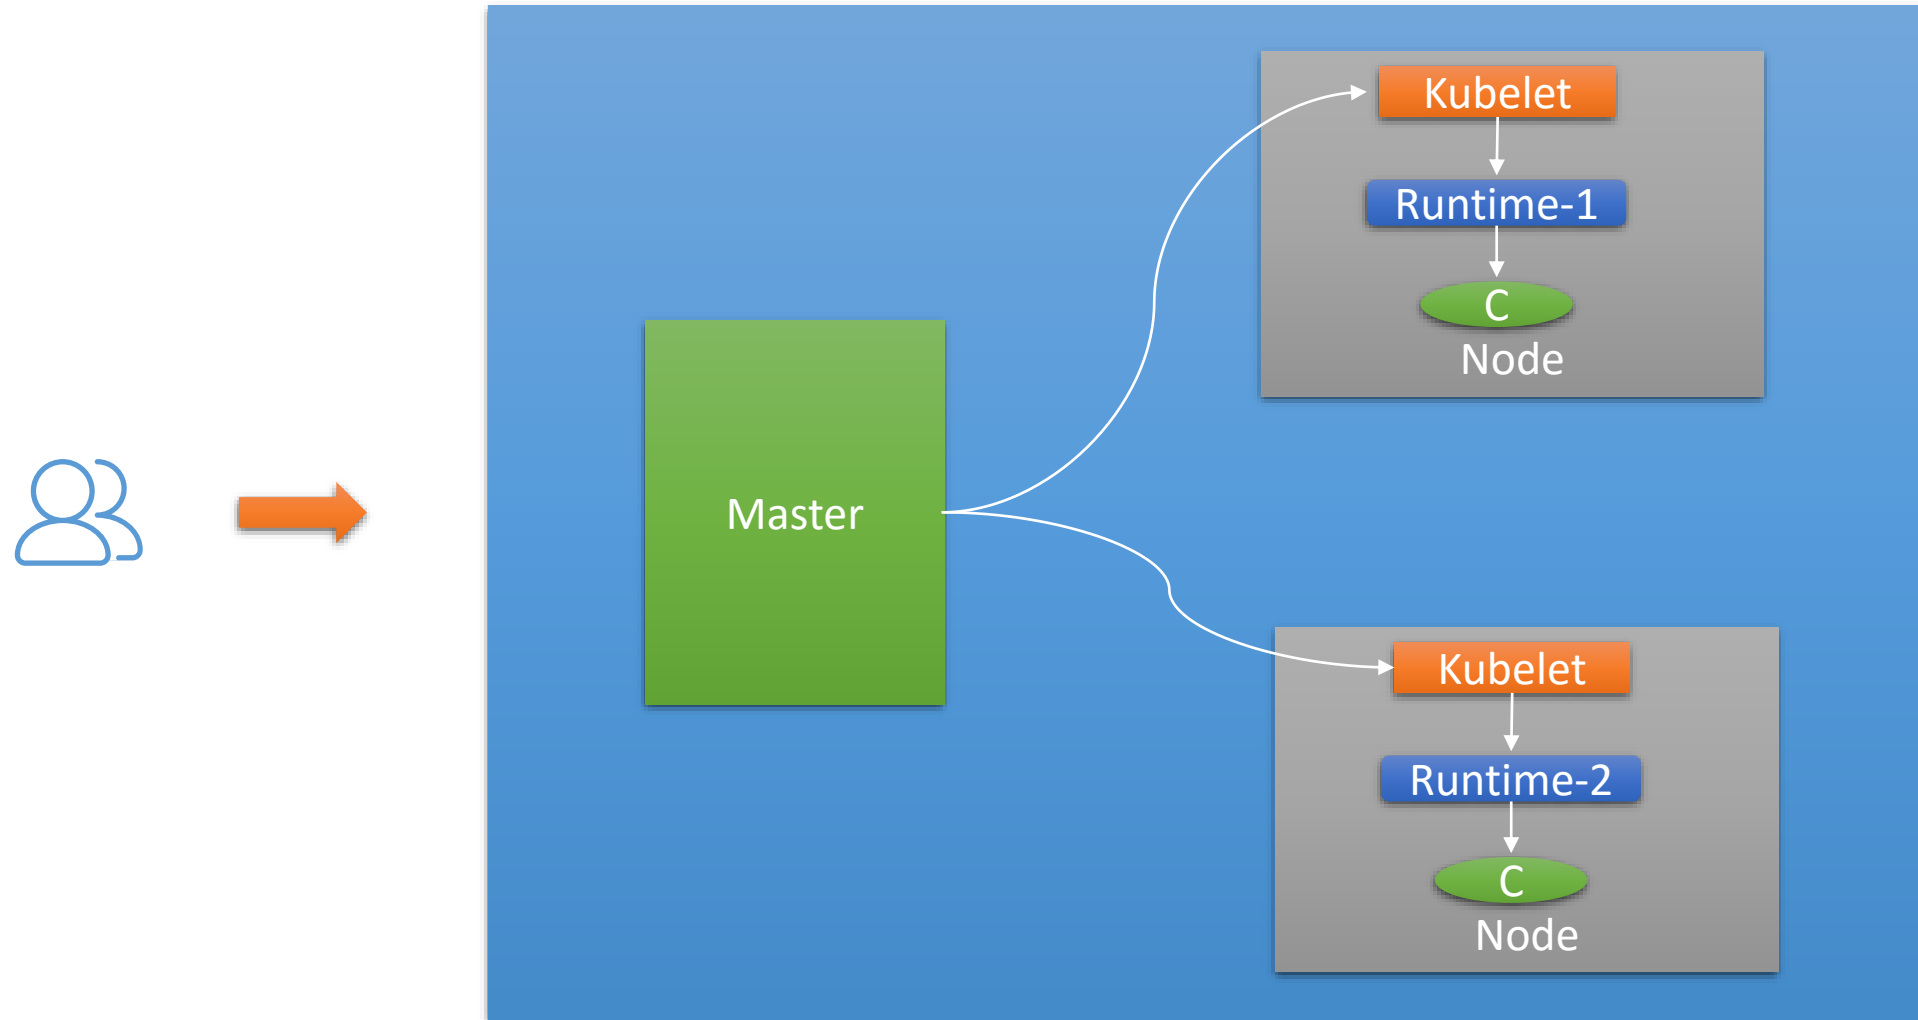 Master
Kubelet
Runtime-1
C
Node
Kubelet
Runtime-2
C
Node